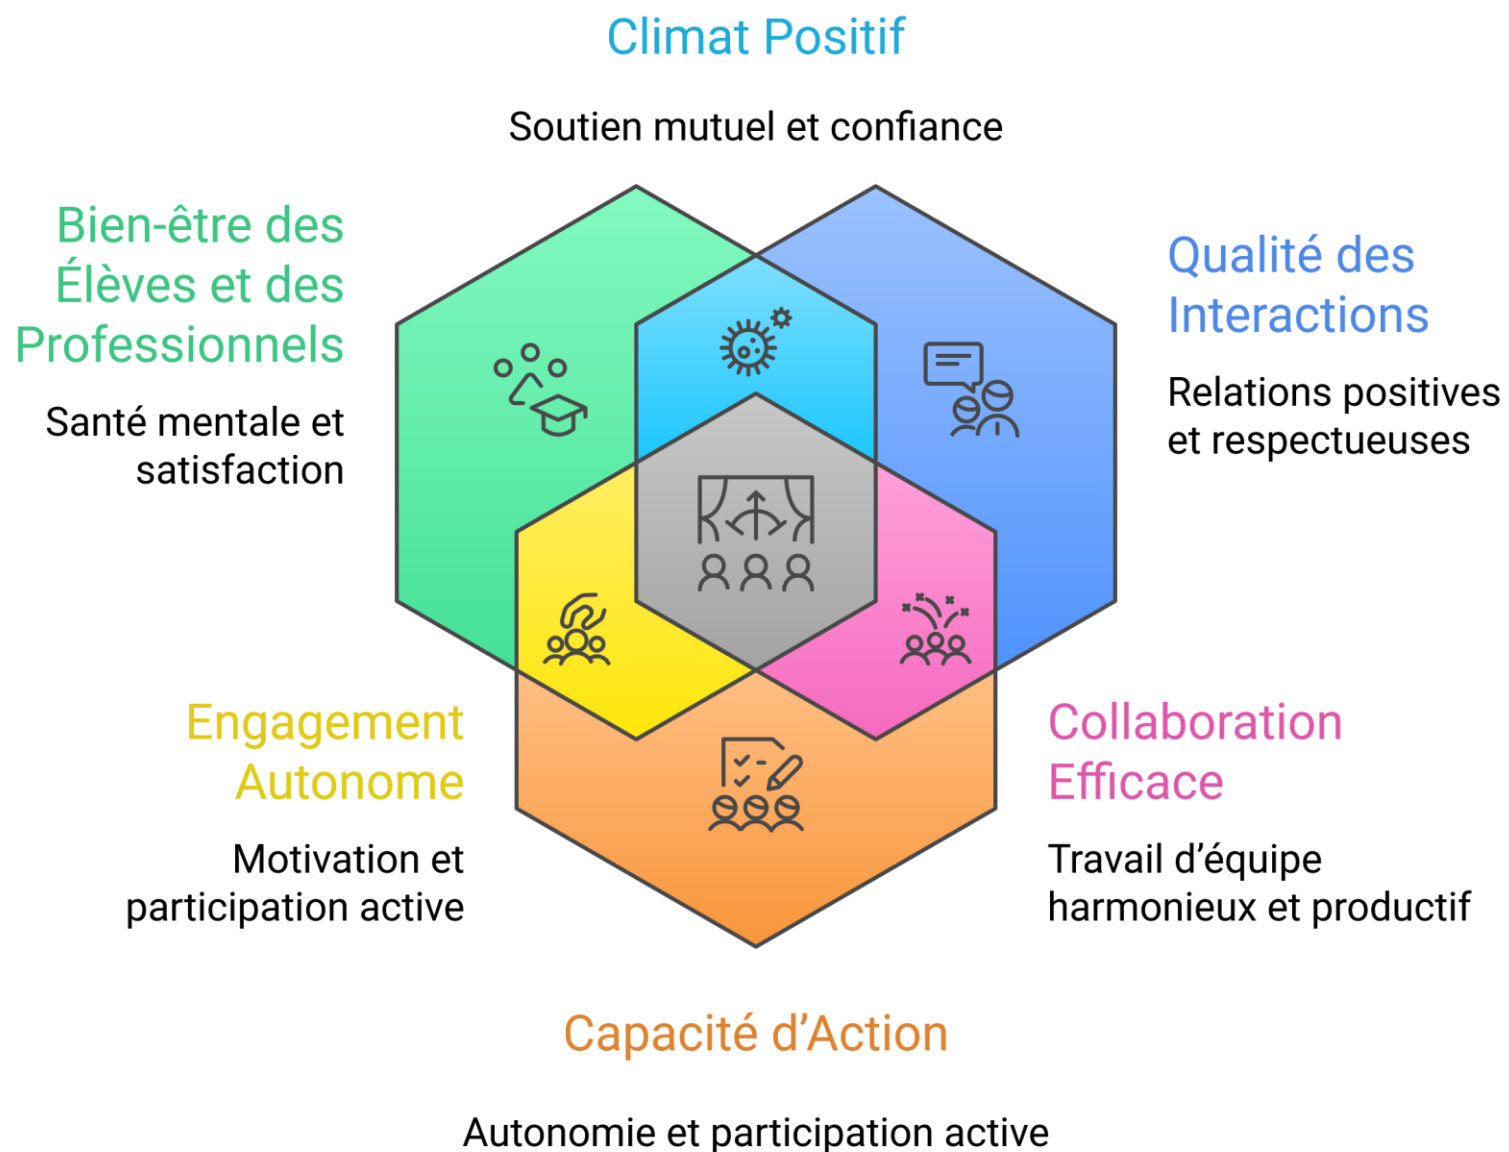 Climat Positif
Soutien mutuel et confiance
Bien-être des
Élèves et des
Professionnels
Santé mentale et
satisfaction
Qualité des
Interactions
Relations positives
et respectueuses
Engagement
Autonome
Motivation et
participation active
Collaboration
Efficace
Travail d’équipe
harmonieux et productif
Capacité d’Action
Autonomie et participation active